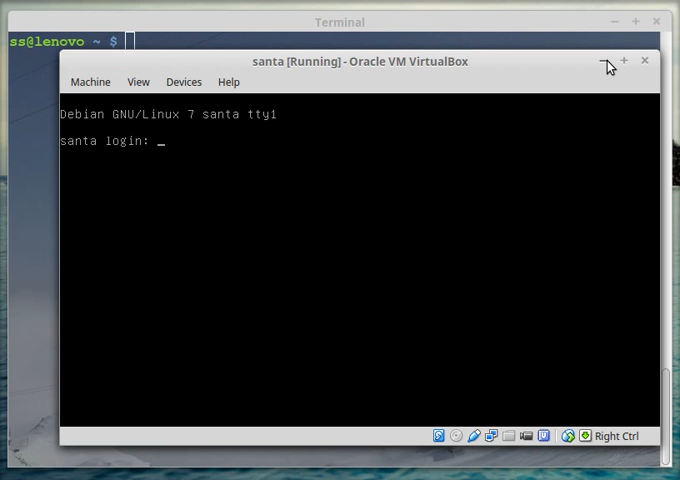 Terminal
ss@lenovo ~ $
santa [Running] - Oracle VM VirtualBox
Machine View Devices Help
Debian GNU/Linux 7 santa tty1
santa login: _
Right Ctrl